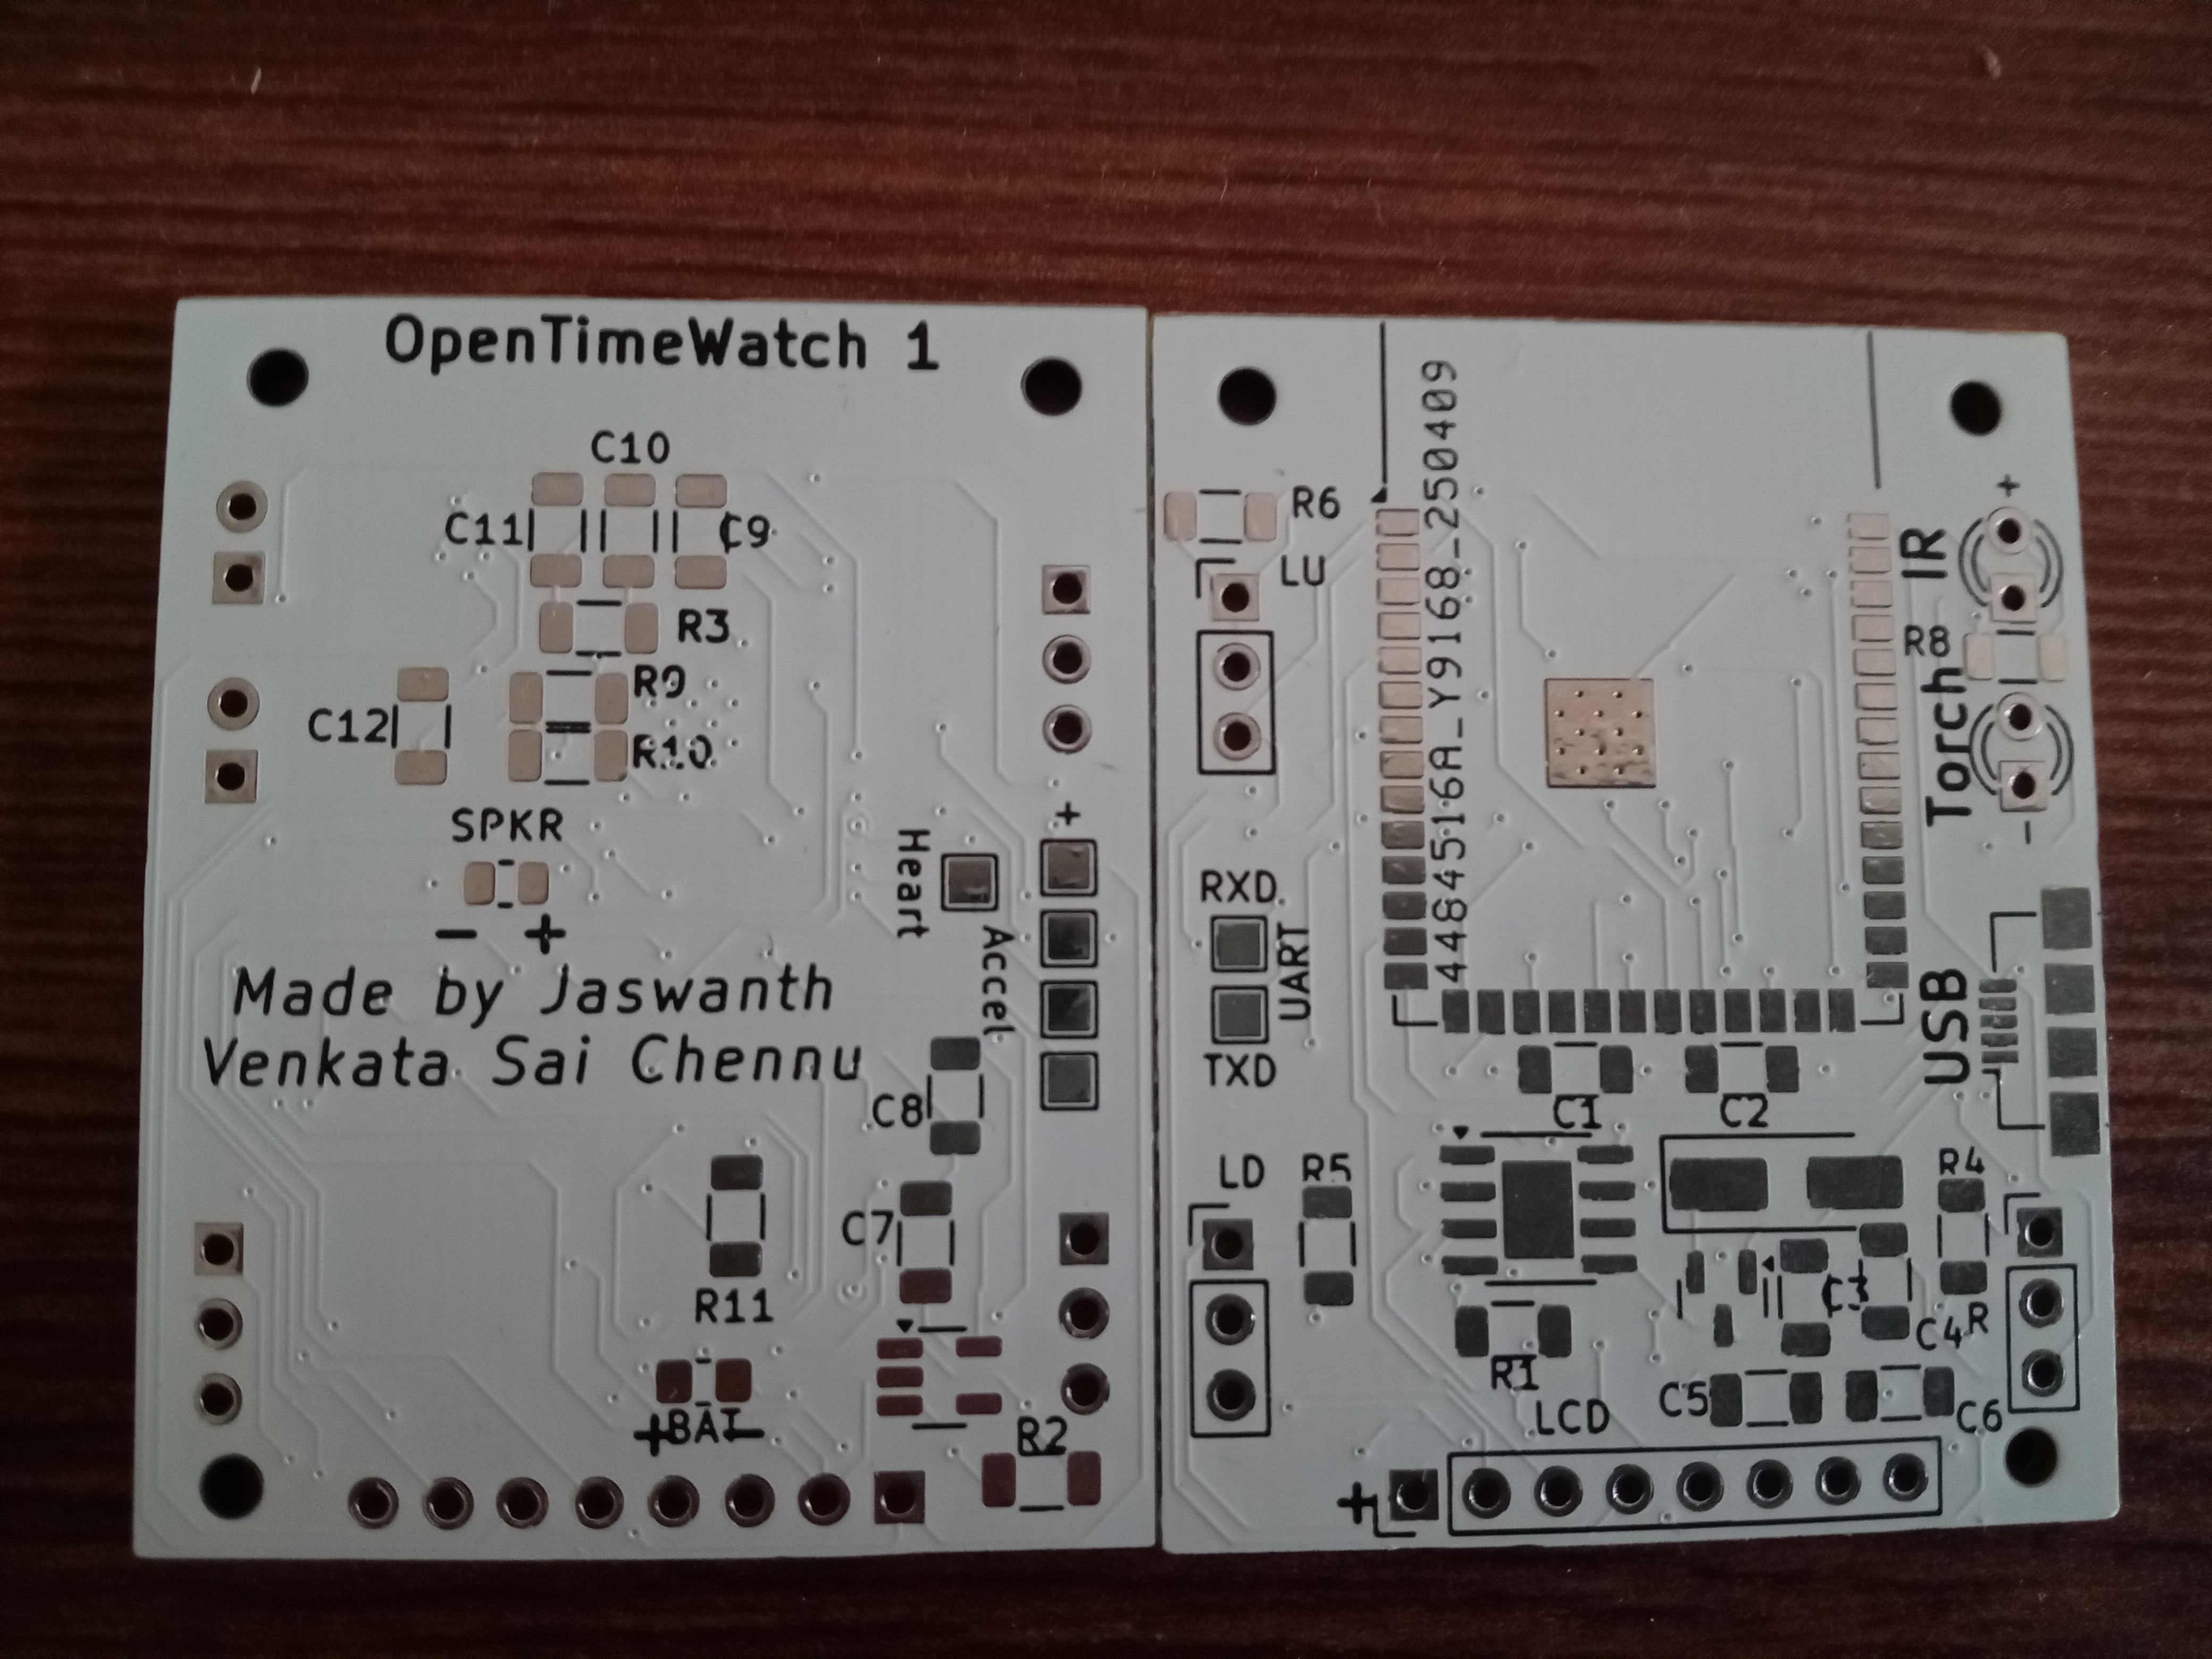 OpenTimeWatch 1
C10
C11
C9
R3
R9
C12
R10
SPKR
- +
Heart
+
Accel
Made by Jaswanth
Venkata Sai Chennu
C8
C7
R11
+BAT-
R2
44845516A_Y9168-250409
R6
LU
+
IR
R8
Torch
-
RXD
UART
TXD
USB
C1
C2
LD
R5
R4
C3
C4
R
R1
LCD
C5
C6
+